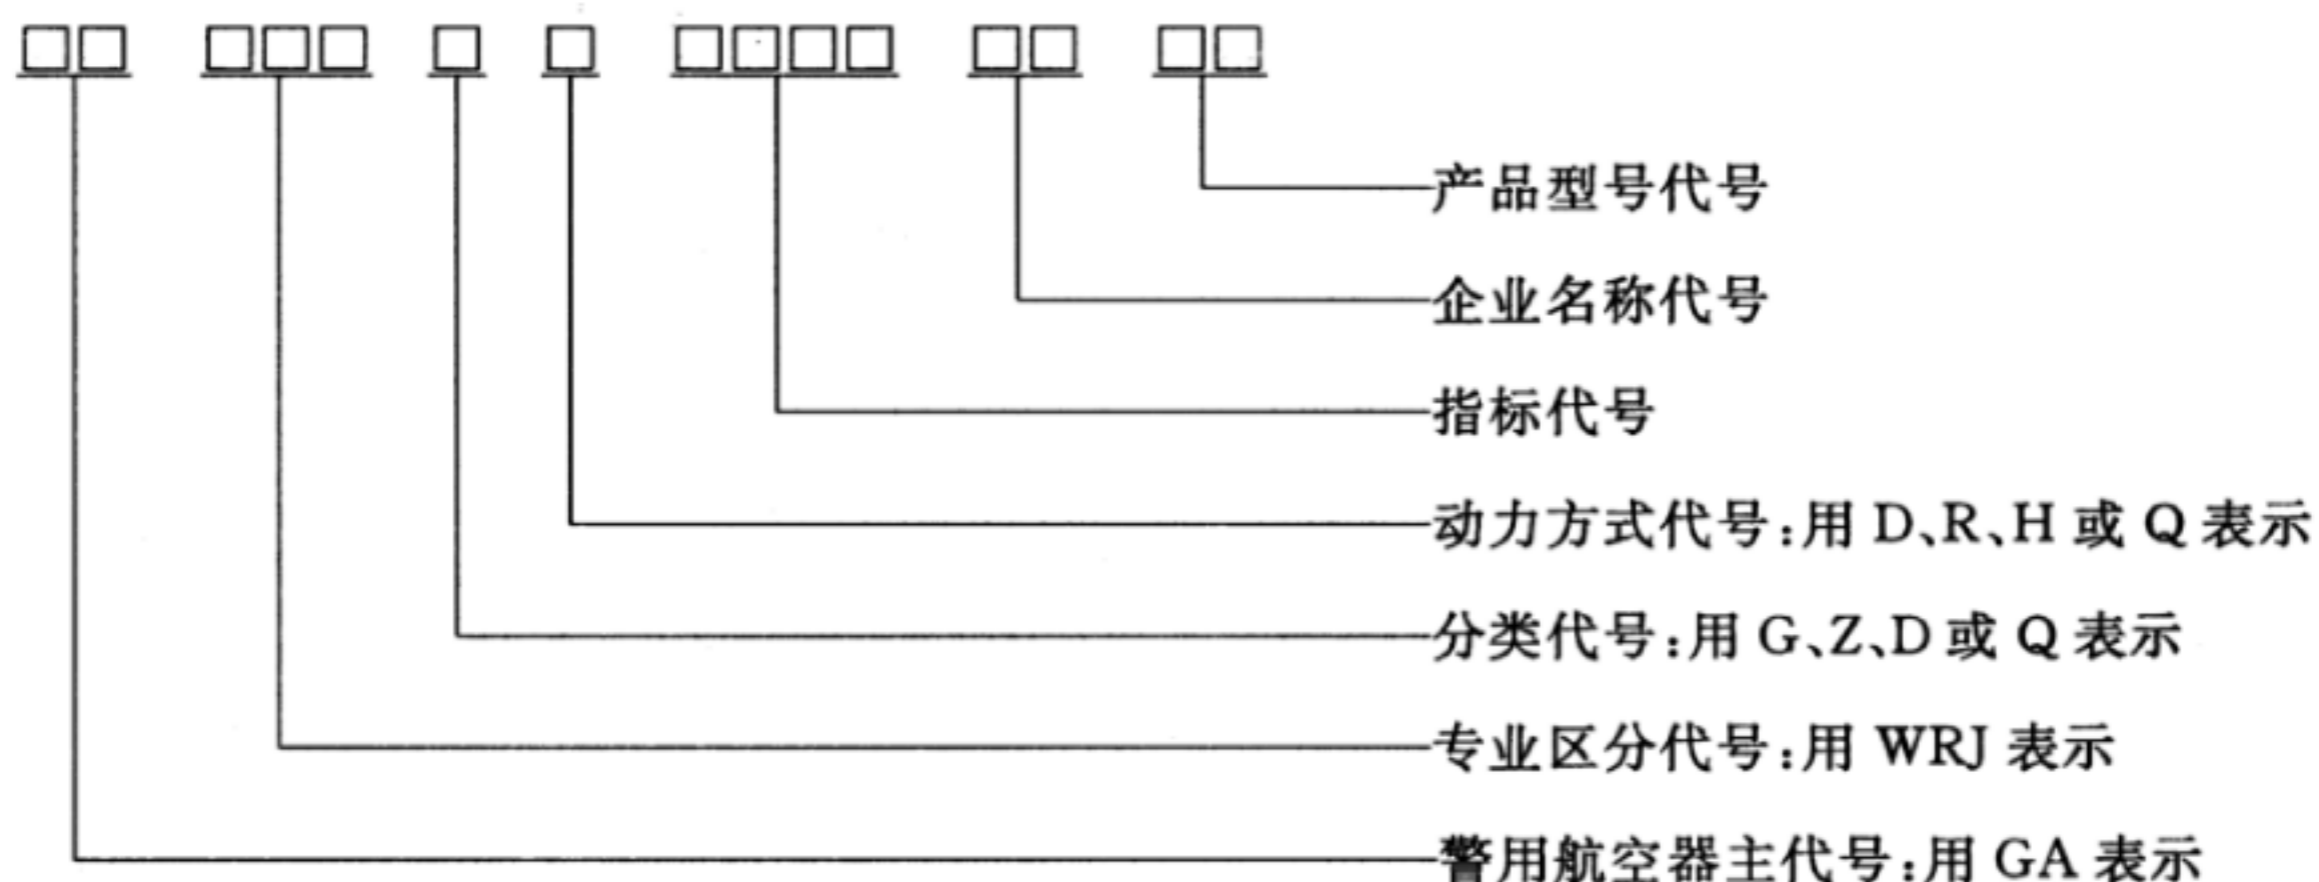 □□ □□□ □ □ □□□□ □□ □□
产品型号代号
企业名称代号
指标代号
动力方式代号:用 D、R、H 或 Q 表示
分类代号:用 G、Z、D 或 Q 表示
专业区分代号:用 WRJ 表示
警用航空器主代号:用 GA 表示